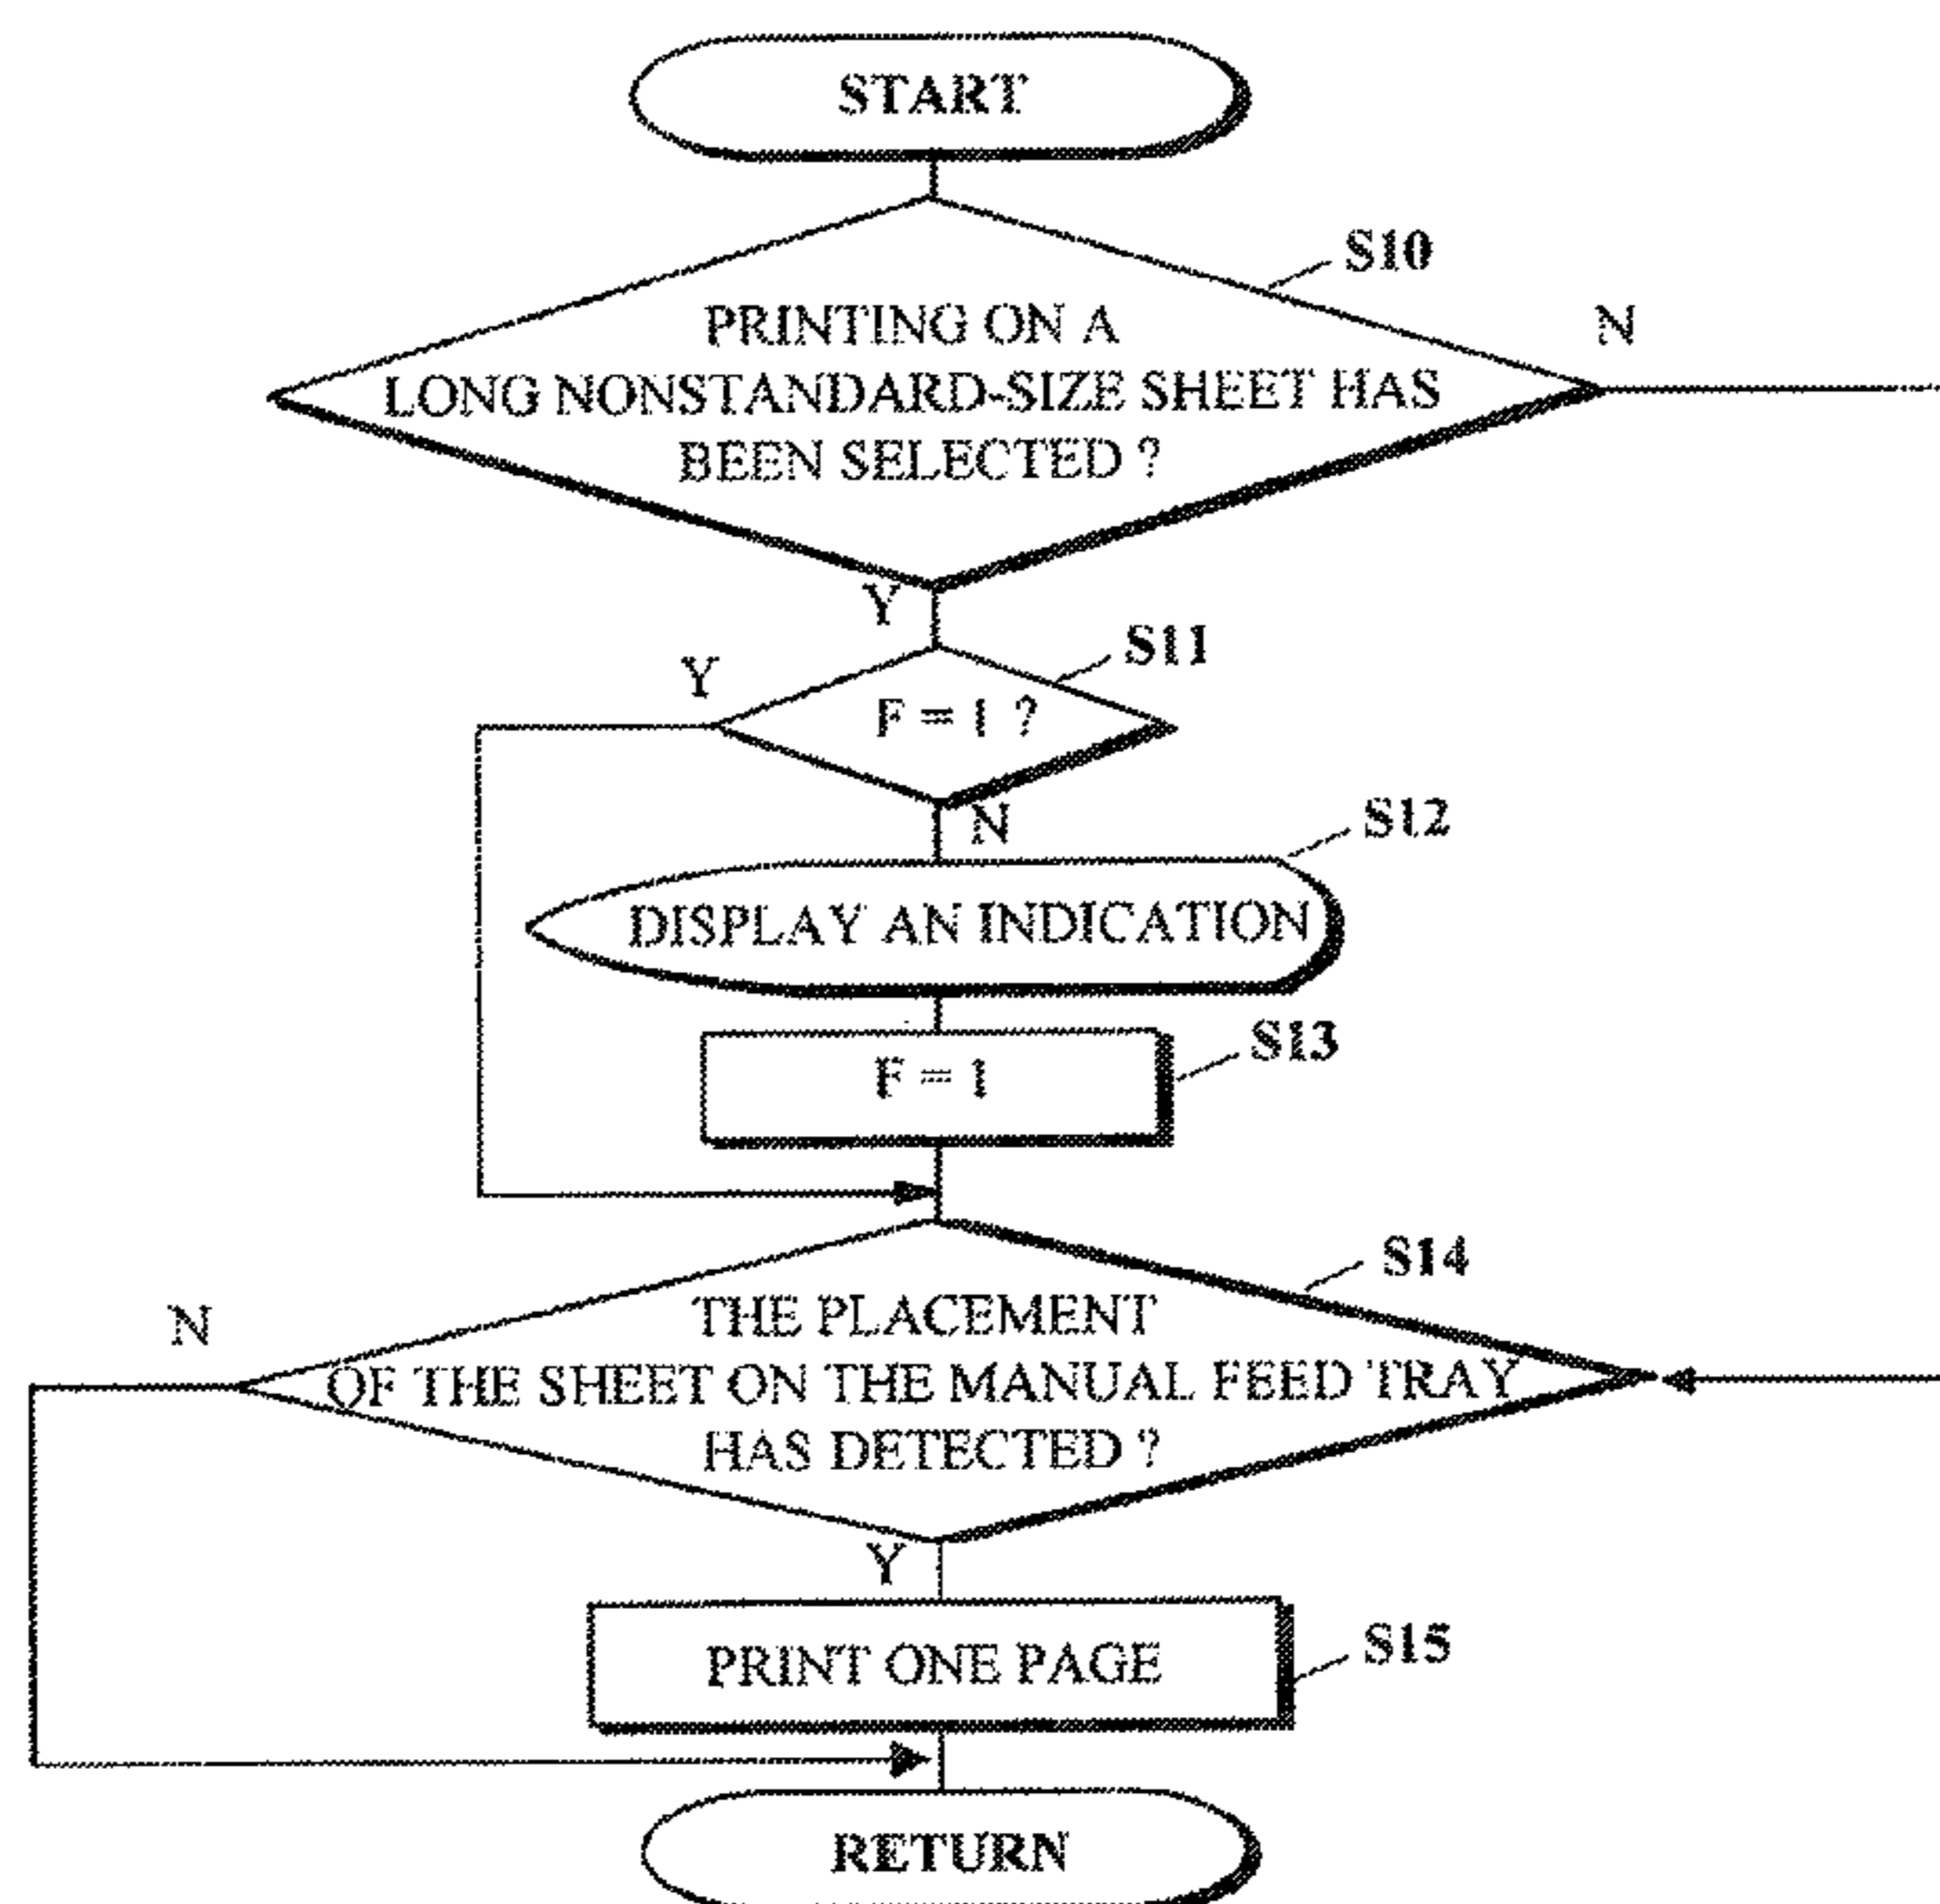 START
S10
PRINTING ON A
N
LONG NONSTANDARD-SIZE SHEET HAS
BEEN SELECTED ?
Y
S11
Y
F = 1 ?
N
S12
DISPLAY AN INDICATION
S13
F = 1
S14
THE PLACEMENT
N
OF THE SHEET ON THE MANUAL FEED TRAY
HAS DETECTED ?
Y
PRINT ONE PAGE
S15
RETURN